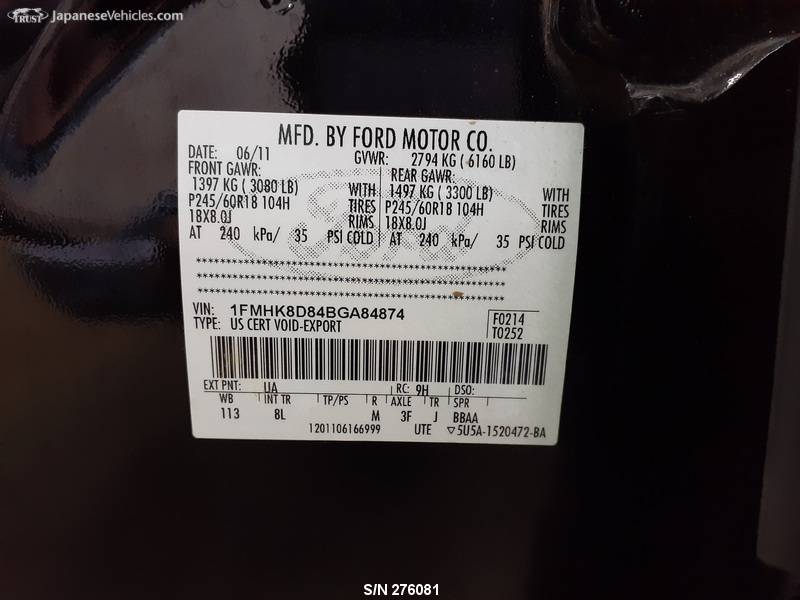 TRUST JapaneseVehicles.com
MFD. BY FORD MOTOR CO.
DATE: 06/11 GVWR: 2794 KG ( 6160 LB)
FRONT GAWR: REAR GAWR:
1397 KG ( 3080 LB) WITH 1497 KG ( 3300 LB) WITH
P245/60R18 104H TIRES P245/60R18 104H TIRES
18X8.0J RIMS 18X8.0J RIMS
AT 240 kPa/ 35 PSI COLD AT 240 kPa/ 35 PSI COLD
VIN: 1FMHK8D84BGA84874 F0214
TYPE: US CERT VOID-EXPORT T0252
EXT PNT: UA RC: 9H DSO:
WB INT TR TP/PS R AXLE TR SPR
113 8L M 3F J BBAA
1201106166999 UTE ▽5U5A-1520472-BA
S/N 276081